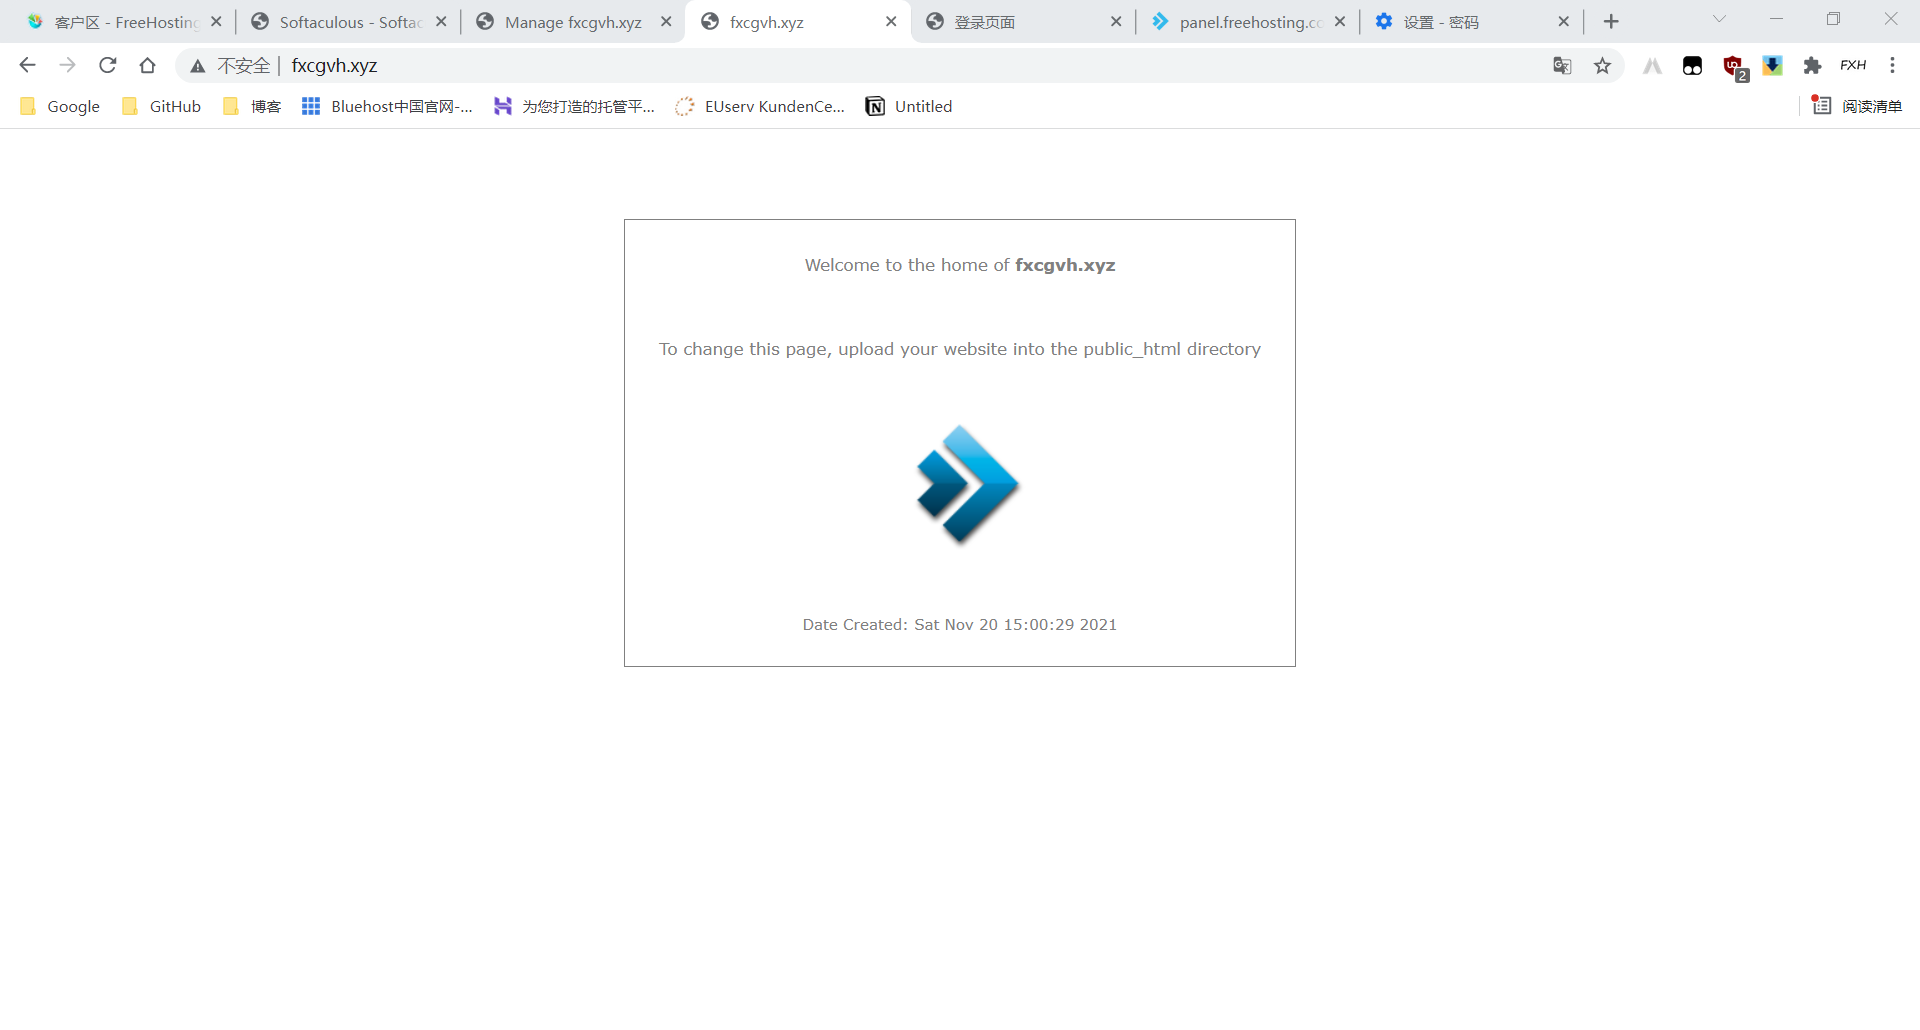 客户区 - FreeHosting
Softaculous - Softac
Manage fxcgvh.xyz
fxcgvh.xyz
登录页面
panel.freehosting.cc
设置 - 密码
不安全 | fxcgvh.xyz
2
FXH
Google
GitHub
博客
Bluehost中国官网-...
为您打造的托管平...
EUserv KundenCe...
Untitled
阅读清单
Welcome to the home of fxcgvh.xyz
To change this page, upload your website into the public_html directory
Date Created: Sat Nov 20 15:00:29 2021